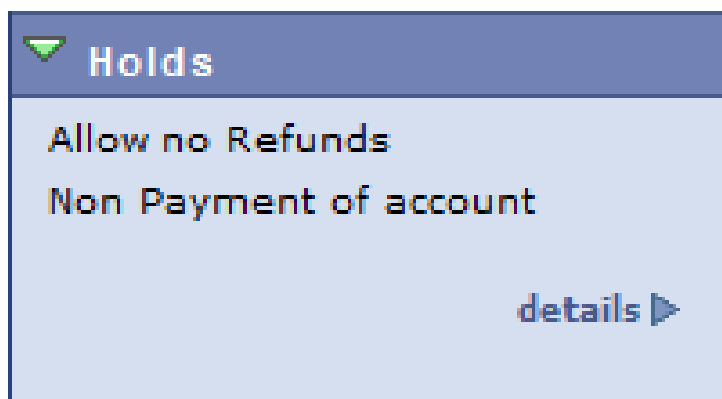 Holds
Allow no Refunds
Non Payment of account
details